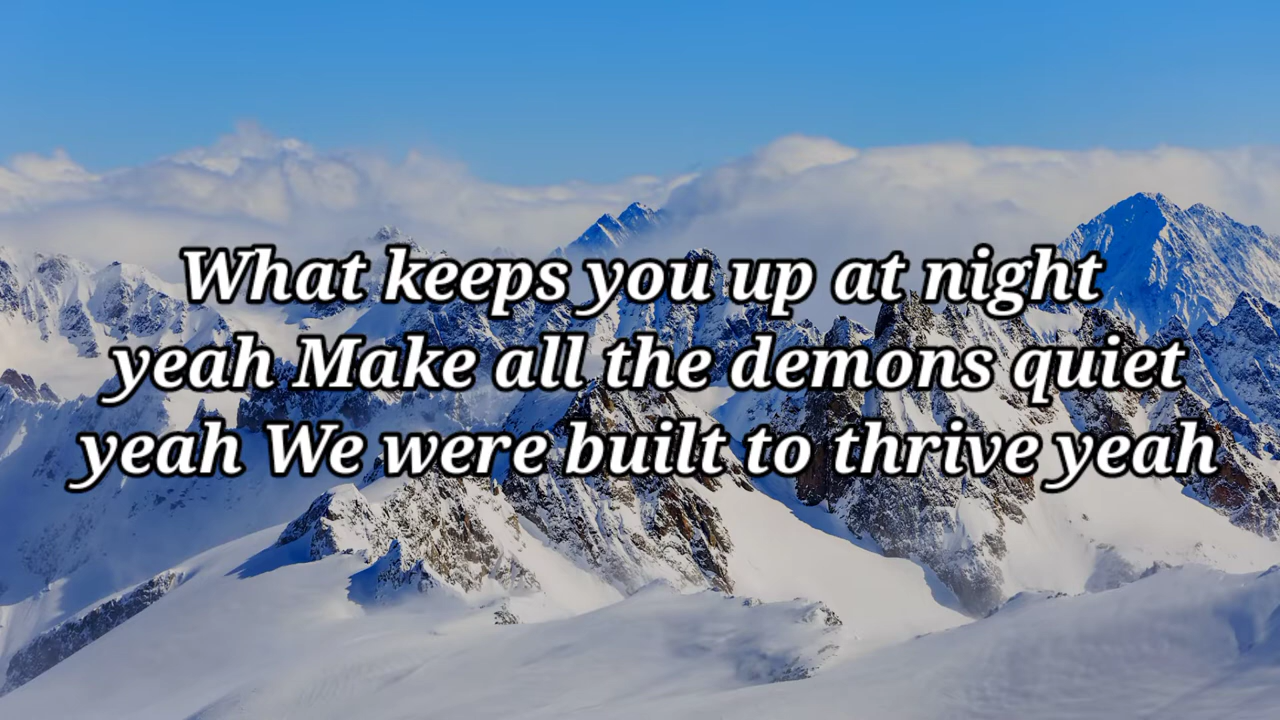 What keeps you up at night
yeah Make all the demons quiet
yeah We were built to thrive yeah